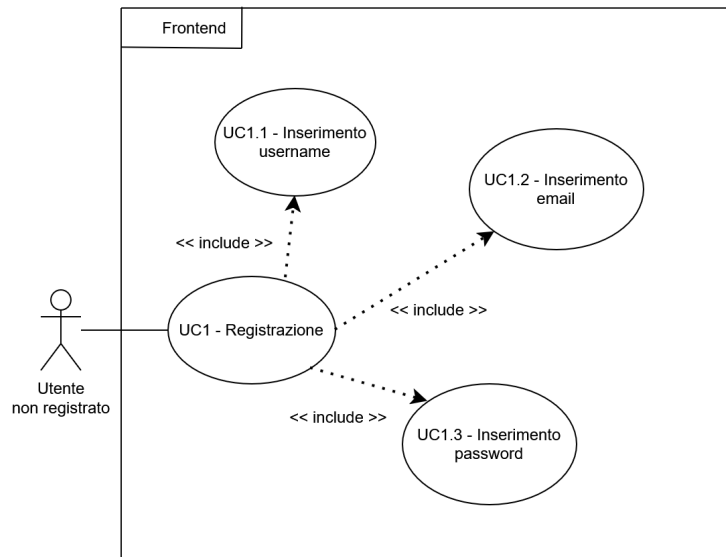 Frontend
UC1.1 - Inserimento
username
UC1.2 - Inserimento
email
<< include >>
<< include >>
UC1 - Registrazione
Utente
non registrato
<< include >>
UC1.3 - Inserimento
password